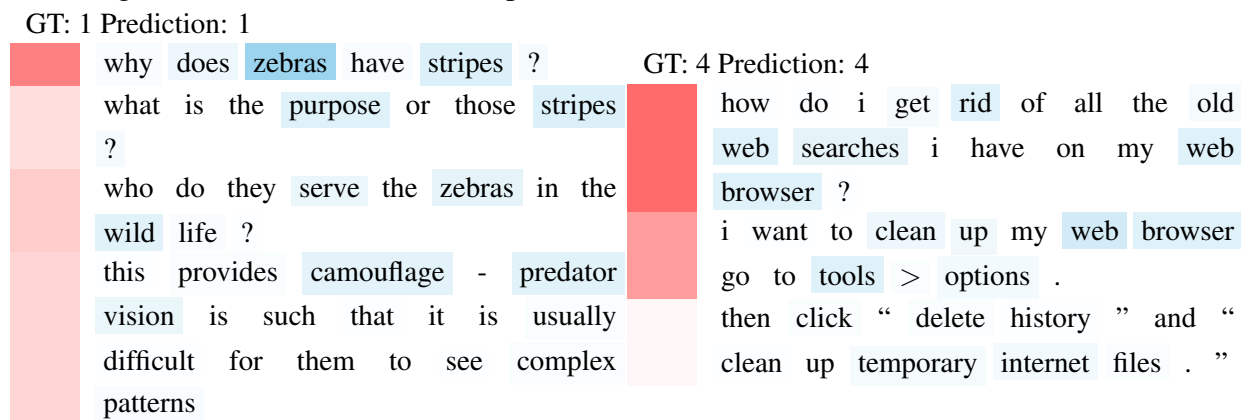 GT: 1 Prediction: 1
why does zebras have stripes ?
what is the purpose or those stripes
?
who do they serve the zebras in the
wild life ?
this provides camouflage - predator
vision is such that it is usually
difficult for them to see complex
patterns
GT: 4 Prediction: 4
how do i get rid of all the old
web searches i have on my web
browser ?
i want to clean up my web browser
go to tools > options .
then click “ delete history ” and “
clean up temporary internet files . ”